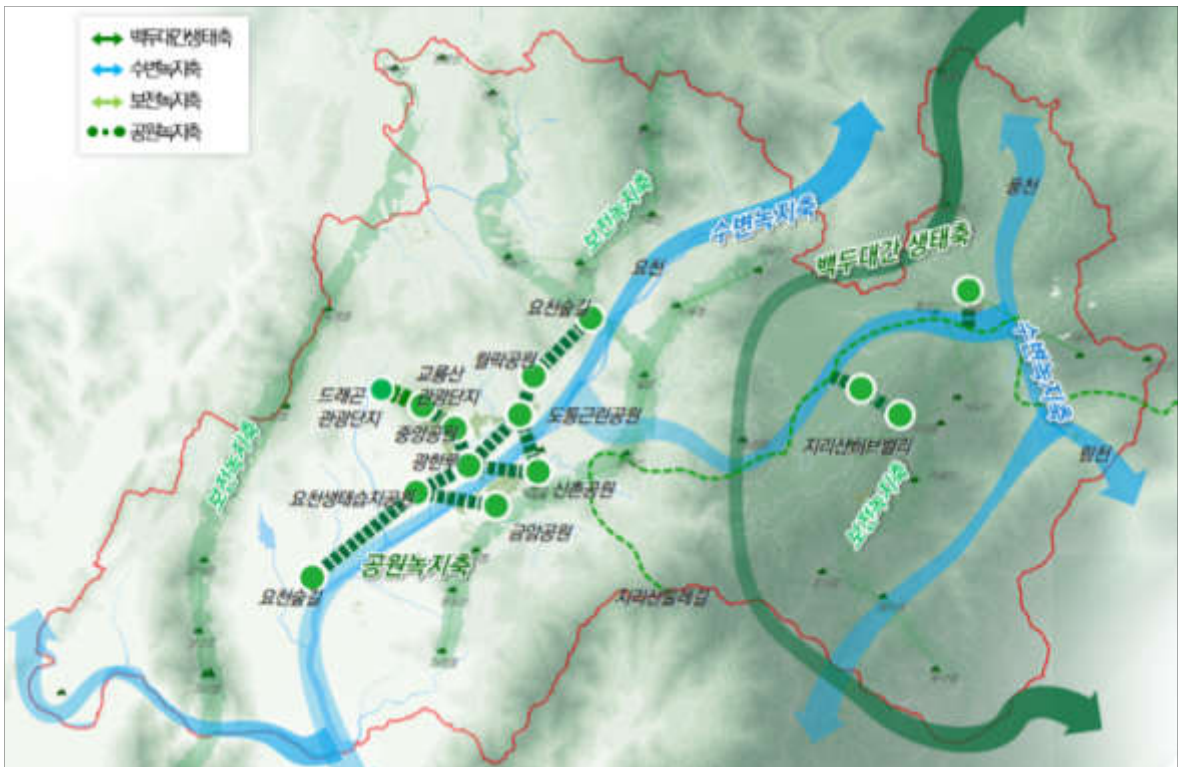 백두대간생태축
수변녹지축
보전녹지축
공원녹지축
둥천
보전녹지축
수변녹지축
백두대간 생태축
요천
요천숲길
월락공원
교룡산
관광단지
드래곤
관광단지
중앙공원
도통근린공원
수변녹지축
광한루
지리산허브밸리
람천
보전녹지축
요천생태습지공원
신촌공원
보전녹지축
금암공원
공원녹지축
요천숲길
지리산둘레길